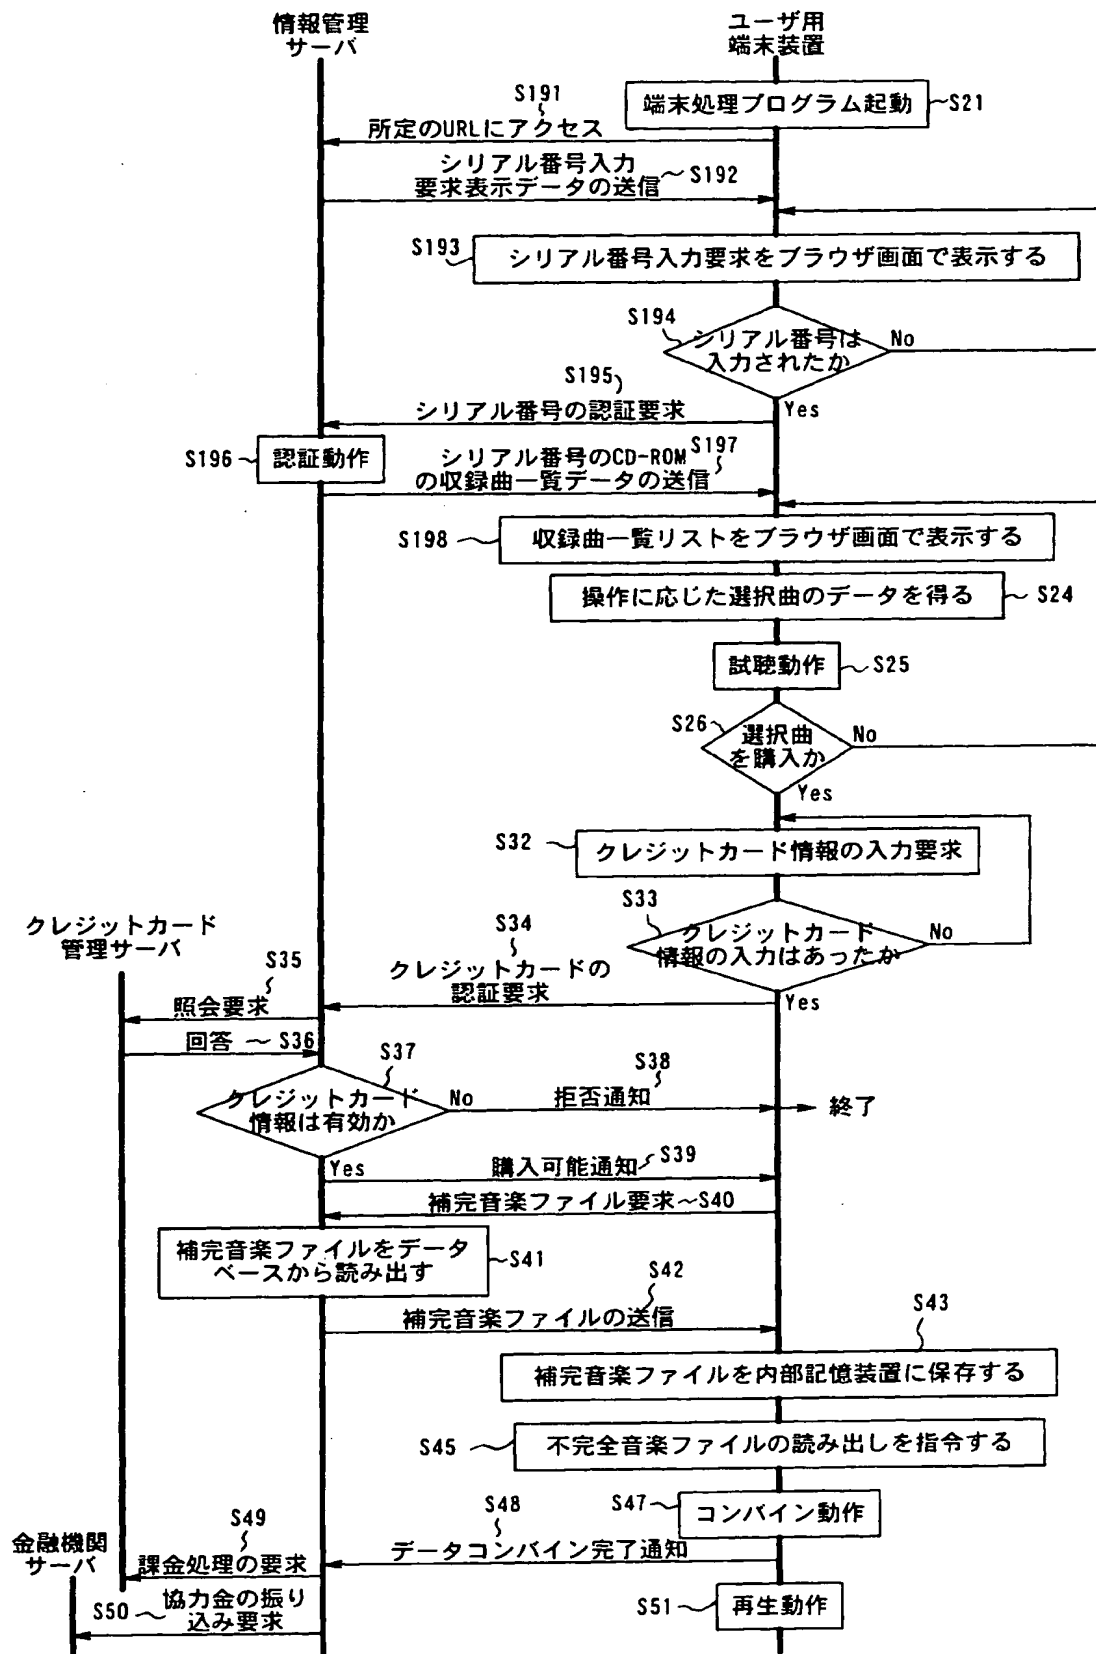 情報管理
サーバ
ユーザ用
端末装置
端末処理プログラム起動
S21
S191
所定のURLにアクセス
シリアル番号入力
要求表示データの送信
S192
S193
シリアル番号入力要求をブラウザ画面で表示する
S194
シリアル番号は
入力されたか
No
Yes
S195
シリアル番号の認証要求
S196
認証動作
シリアル番号のCD-ROM
の収録曲一覧データの送信
S197
S198
収録曲一覧リストをブラウザ画面で表示する
操作に応じた選択曲のデータを得る
S24
試聴動作
S25
S26
選択曲
を購入か
No
Yes
S32
クレジットカード情報の入力要求
S33
クレジットカード
情報の入力はあったか
No
Yes
クレジットカード
管理サーバ
S34
クレジットカードの
認証要求
S35
照会要求
回答
S36
S37
クレジットカード
情報は有効か
No
Yes
S38
拒否通知
終了
購入可能通知
S39
補完音楽ファイル要求
S40
補完音楽ファイルをデータ
ベースから読み出す
S41
S42
補完音楽ファイルの送信
S43
補完音楽ファイルを内部記憶装置に保存する
S45
不完全音楽ファイルの読み出しを指令する
S47
コンバイン動作
S48
データコンバイン完了通知
S49
課金処理の要求
金融機関
サーバ
S50
協力金の振り
込み要求
S51
再生動作